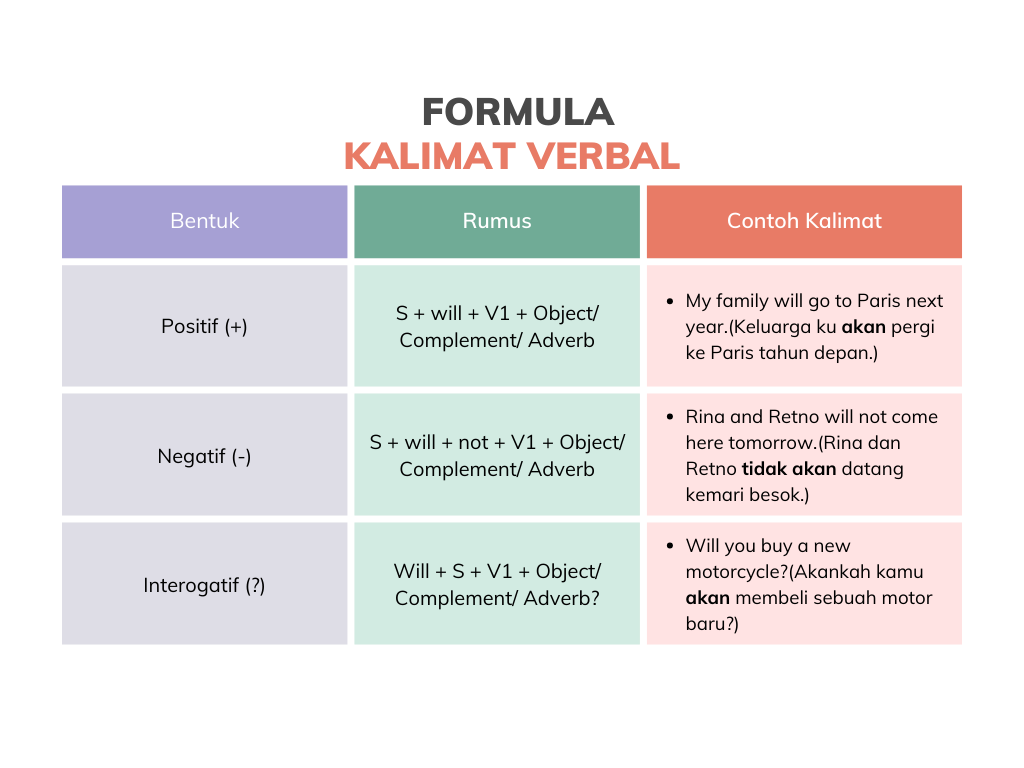 FORMULA
KALIMAT VERBAL
Bentuk
Rumus
Contoh Kalimat
Positif (+)
S + will + V1 + Object/
Complement/ Adverb
• My family will go to Paris next
year.(Keluarga ku akan pergi
ke Paris tahun depan.)
Negatif (-)
S + will + not + V1 + Object/
Complement/ Adverb
• Rina and Retno will not come
here tomorrow.(Rina dan
Retno tidak akan datang
kemari besok.)
Interogatif (?)
Will + S + V1 + Object/
Complement/ Adverb?
• Will you buy a new
motorcycle?(Akankah kamu
akan membeli sebuah motor
baru?)